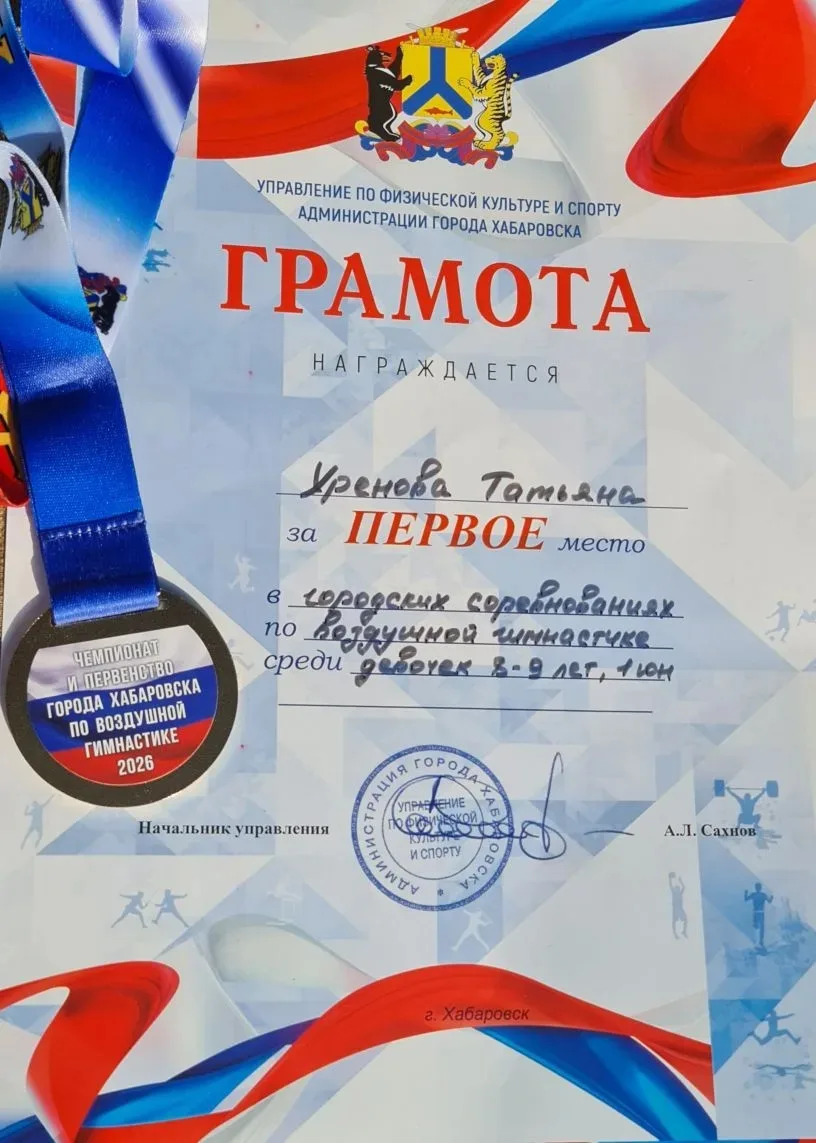 УПРАВЛЕНИЕ ПО ФИЗИЧЕСКОЙ КУЛЬТУРЕ И СПОРТУ
АДМИНИСТРАЦИИ ГОРОДА ХАБАРОВСКА
ГРАМОТА
НАГРАЖДАЕТСЯ
Хренова Татьяна
за ПЕРВОЕ место
в городских соревнованиях
по воздушной гимнастике
среди девочек 8-9 лет, 1 юн
ЧЕМПИОНАТ
И ПЕРВЕНСТВО
ГОРОДА ХАБАРОВСКА
ПО ВОЗДУШНОЙ
ГИМНАСТИКЕ
2026
Начальник управления
А.Л. Сахнов
АДМИНИСТРАЦИЯ ГОРОДА ХАБАРОВСКА *
УПРАВЛЕНИЕ
ПО ФИЗИЧЕСКОЙ
КУЛЬТУРЕ
И СПОРТУ
г. Хабаровск